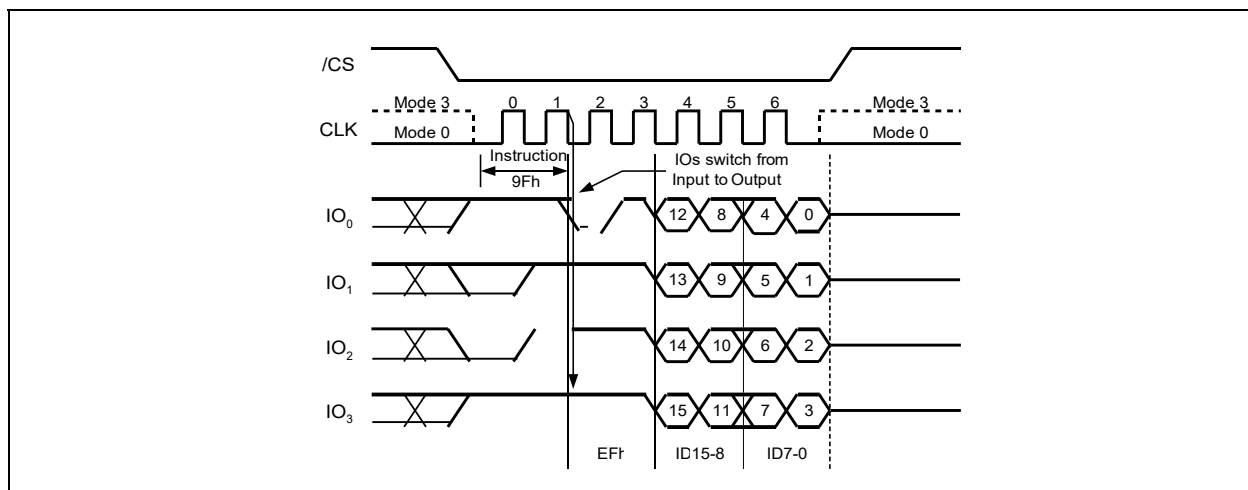 /CS
Mode 3 0 1 2 3 4 5 6 Mode 3
CLK Mode 0 Mode 0
Instruction IOs switch from
9Fh Input to Output
IO0 12 8 4 0
IO1 13 9 5 1
IO2 14 10 6 2
IO3 15 11 7 3
EFh ID15-8 ID7-0